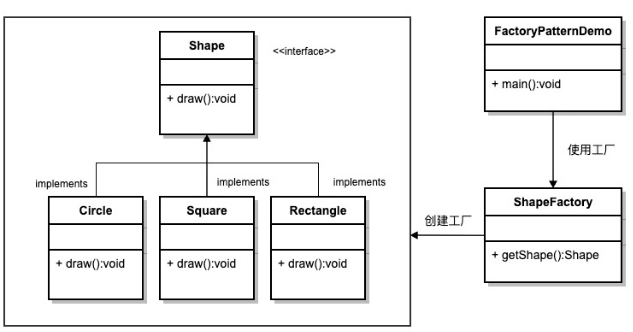 Shape
<<interface>>
+ draw():void
implements
implements
implements
Circle
+ draw():void
Square
+ draw():void
Rectangle
+ draw():void
FactoryPatternDemo
+ main():void
使用工厂
ShapeFactory
+ getShape():Shape
创建工厂